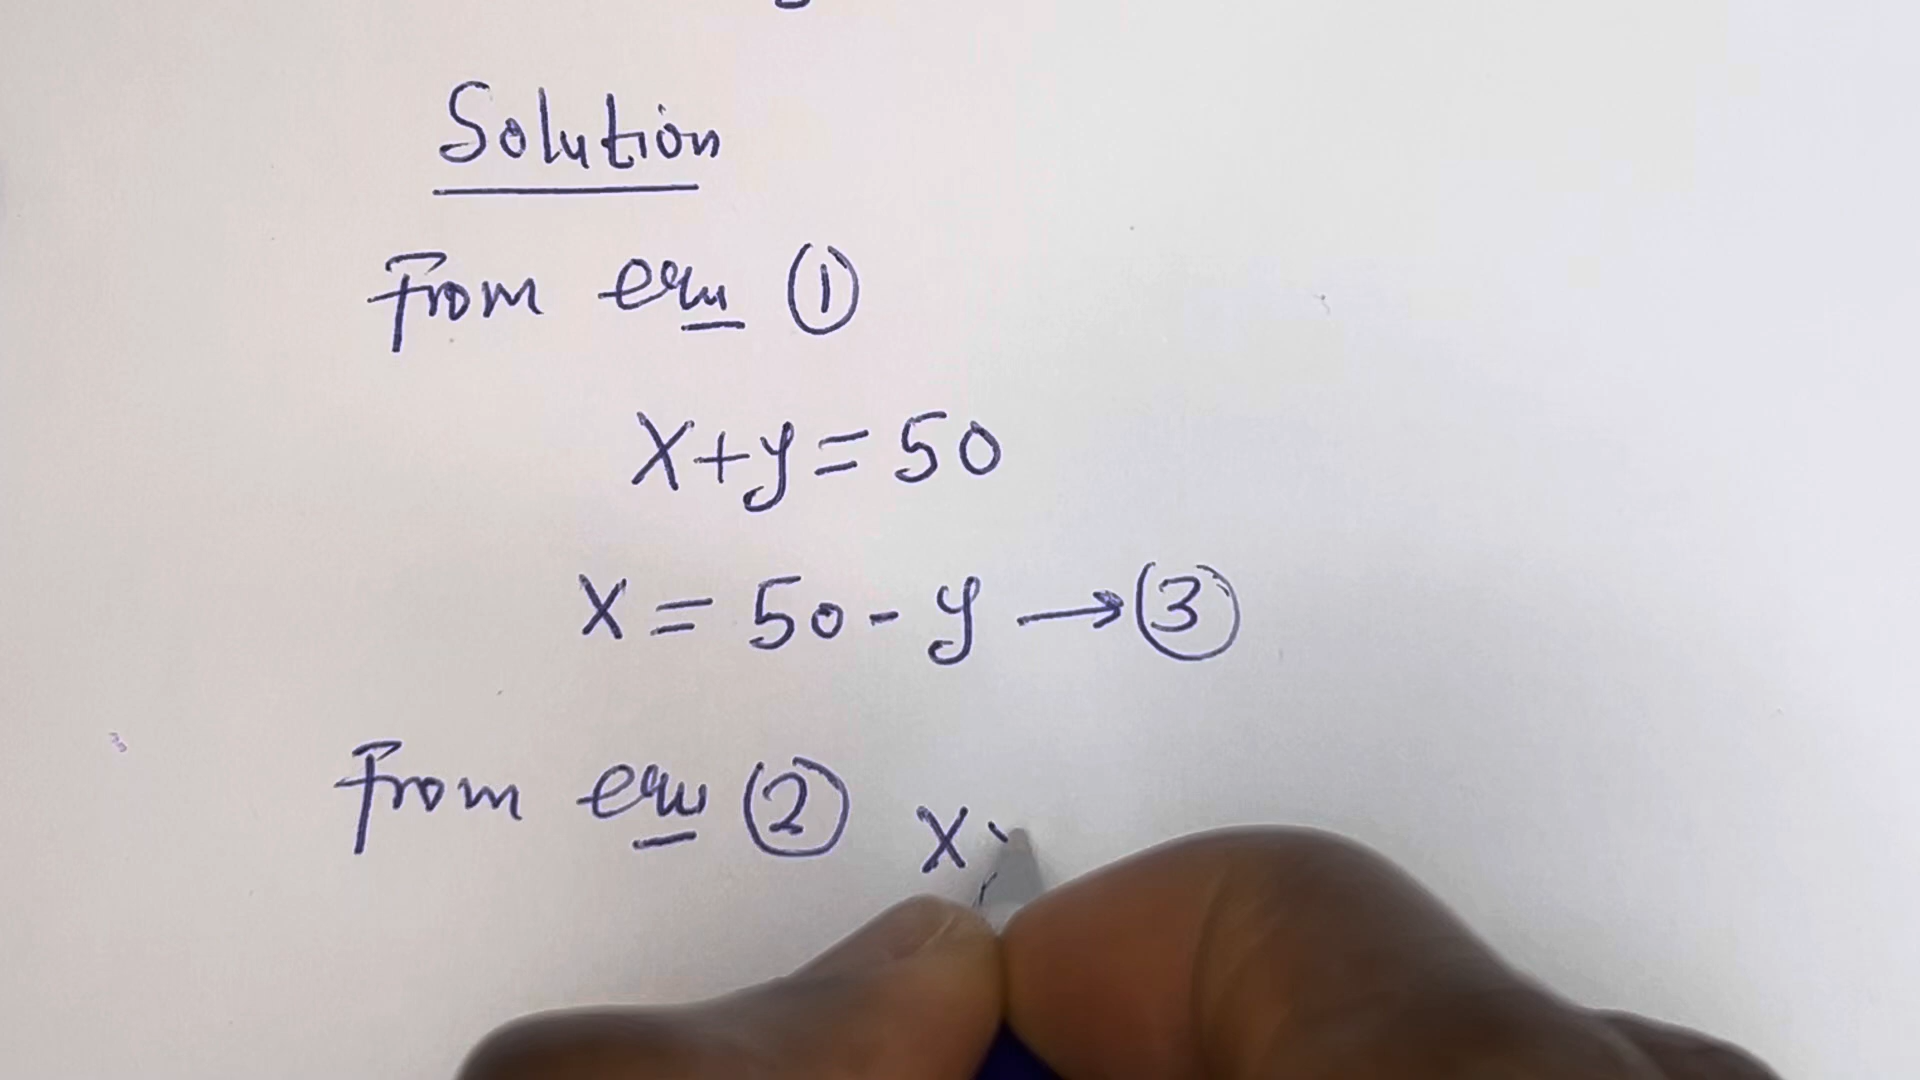 Solution
From eqn ①
x+y=50
x = 50 - y → ③
From eqn ② x